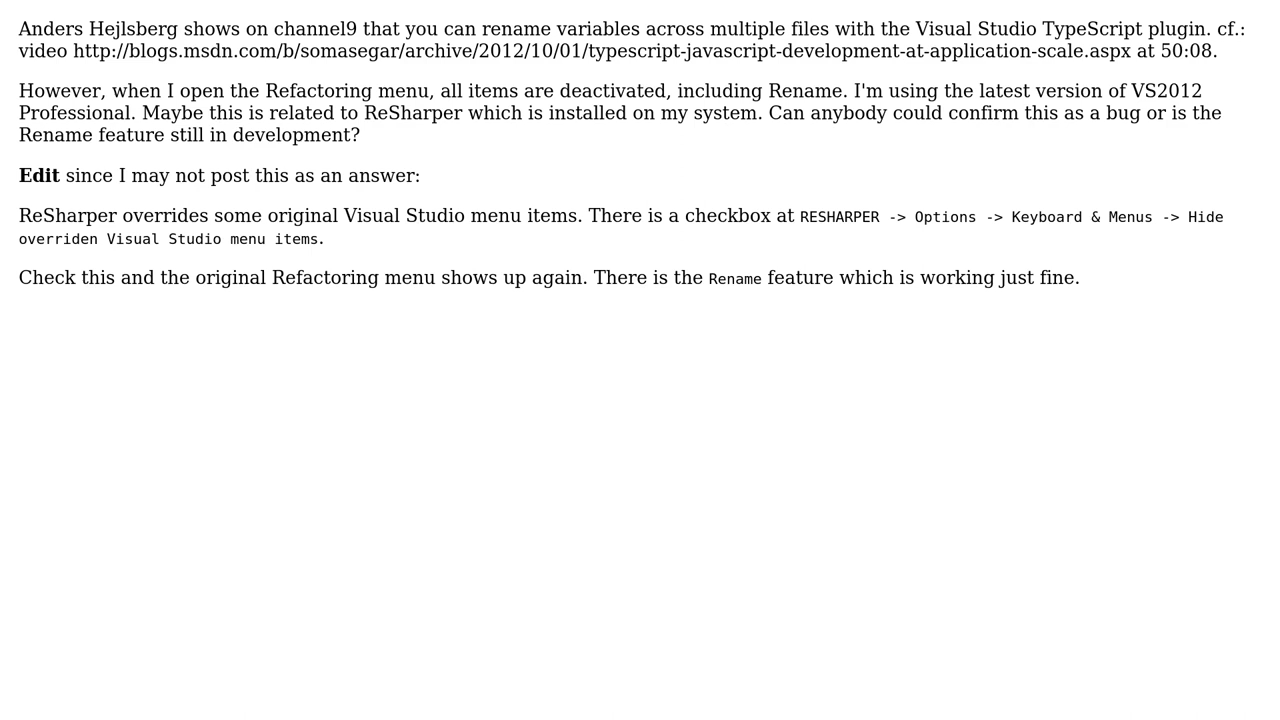 Anders Hejlsberg shows on channel9 that you can rename variables across multiple files with the Visual Studio TypeScript plugin. cf.:
video http://blogs.msdn.com/b/somasegar/archive/2012/10/01/typescript-javascript-development-at-application-scale.aspx at 50:08.
However, when I open the Refactoring menu, all items are deactivated, including Rename. I'm using the latest version of VS2012
Professional. Maybe this is related to ReSharper which is installed on my system. Can anybody could confirm this as a bug or is the
Rename feature still in development?
Edit since I may not post this as an answer:
ReSharper overrides some original Visual Studio menu items. There is a checkbox at RESHARPER -> Options -> Keyboard & Menus -> Hide
overriden Visual Studio menu items.
Check this and the original Refactoring menu shows up again. There is the Rename feature which is working just fine.